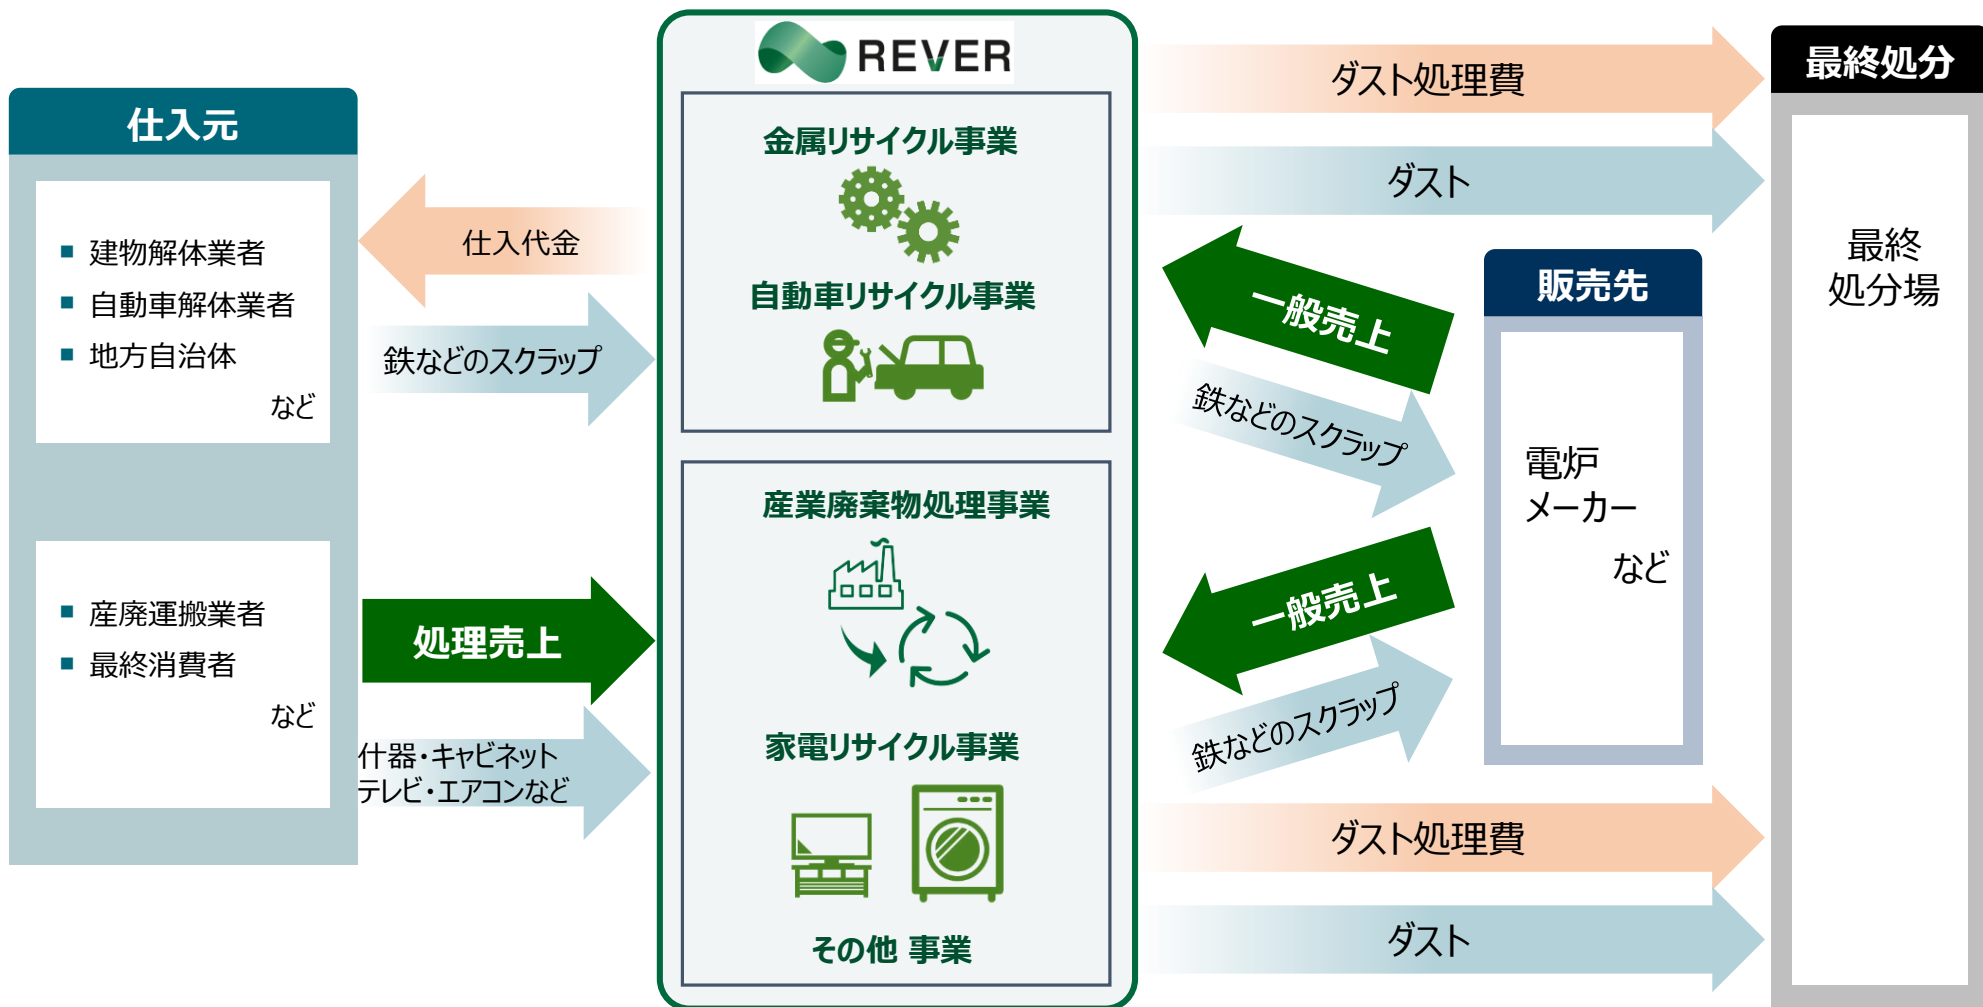 仕入元
■ 建物解体業者
■ 自動車解体業者
■ 地方自治体
など
■ 産廃運搬業者
■ 最終消費者
など
仕入代金
鉄などのスクラップ
処理売上
什器・キャビネット
テレビ・エアコンなど
REVER
金属リサイクル事業
自動車リサイクル事業
産業廃棄物処理事業
家電リサイクル事業
その他 事業
ダスト処理費
ダスト
一般売上
鉄などのスクラップ
一般売上
鉄などのスクラップ
ダスト処理費
ダスト
販売先
電炉
メーカー
など
最終処分
最終
処分場